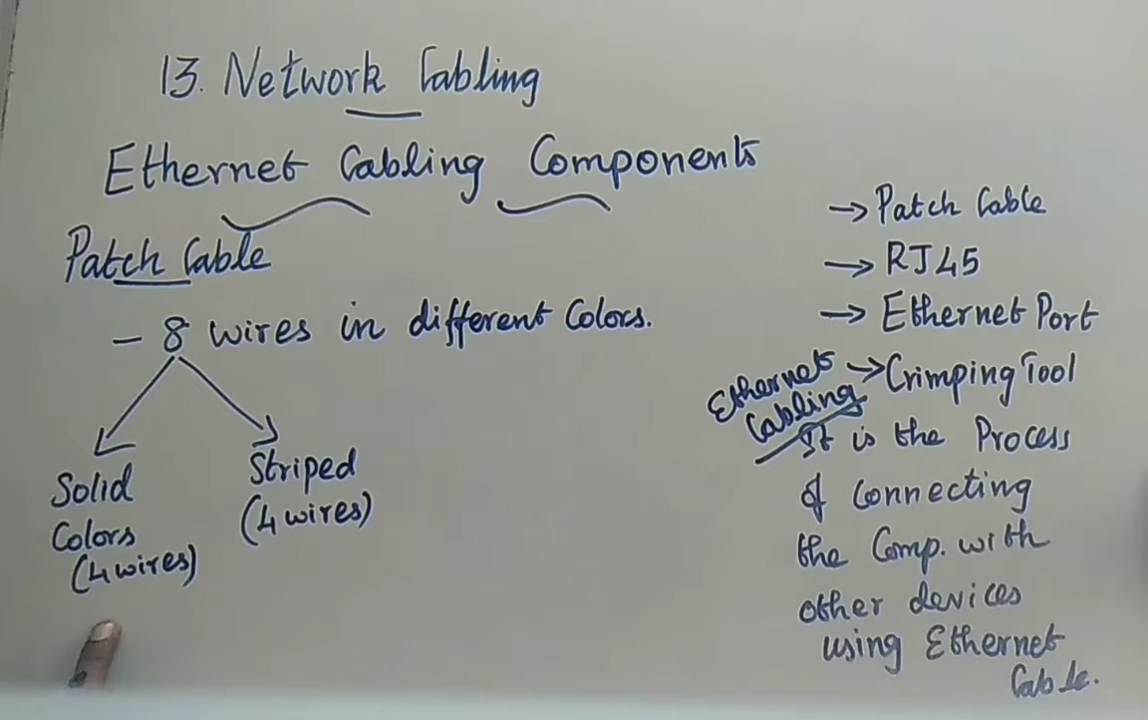 13. Network Cabling
Ethernet Cabling Components
Patch Cable
- 8 wires in different Colors.
Solid
Colors
(4 wires)
Striped
(4 wires)
→ Patch Cable
→ RJ45
→ Ethernet Port
→ Crimping Tool
Ethernet
Cabling
It is the Process
of Connecting
the Comp. with
other devices
using Ethernet
Cable.